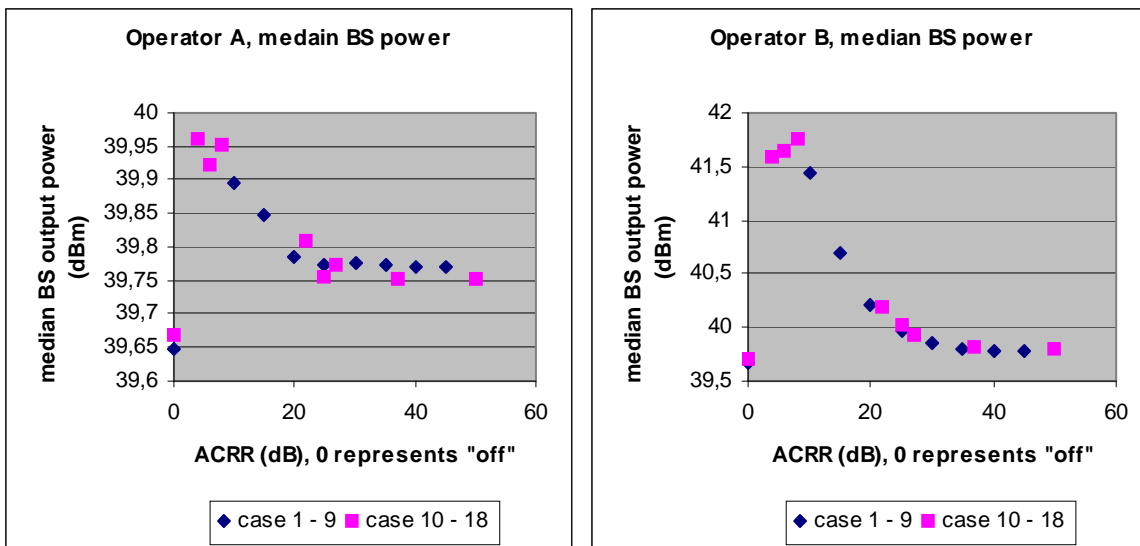 Operator A, medain BS power
median BS output power
(dBm)
40
39,95
39,9
39,85
39,8
39,75
39,7
39,65
39,6
0
20
40
60
ACRR (dB), 0 represents "off"
case 1 - 9
case 10 - 18
Operator B, median BS power
median BS output power
(dBm)
42
41,5
41
40,5
40
39,5
0
20
40
60
ACRR (dB), 0 represents "off"
case 1 - 9
case 10 - 18